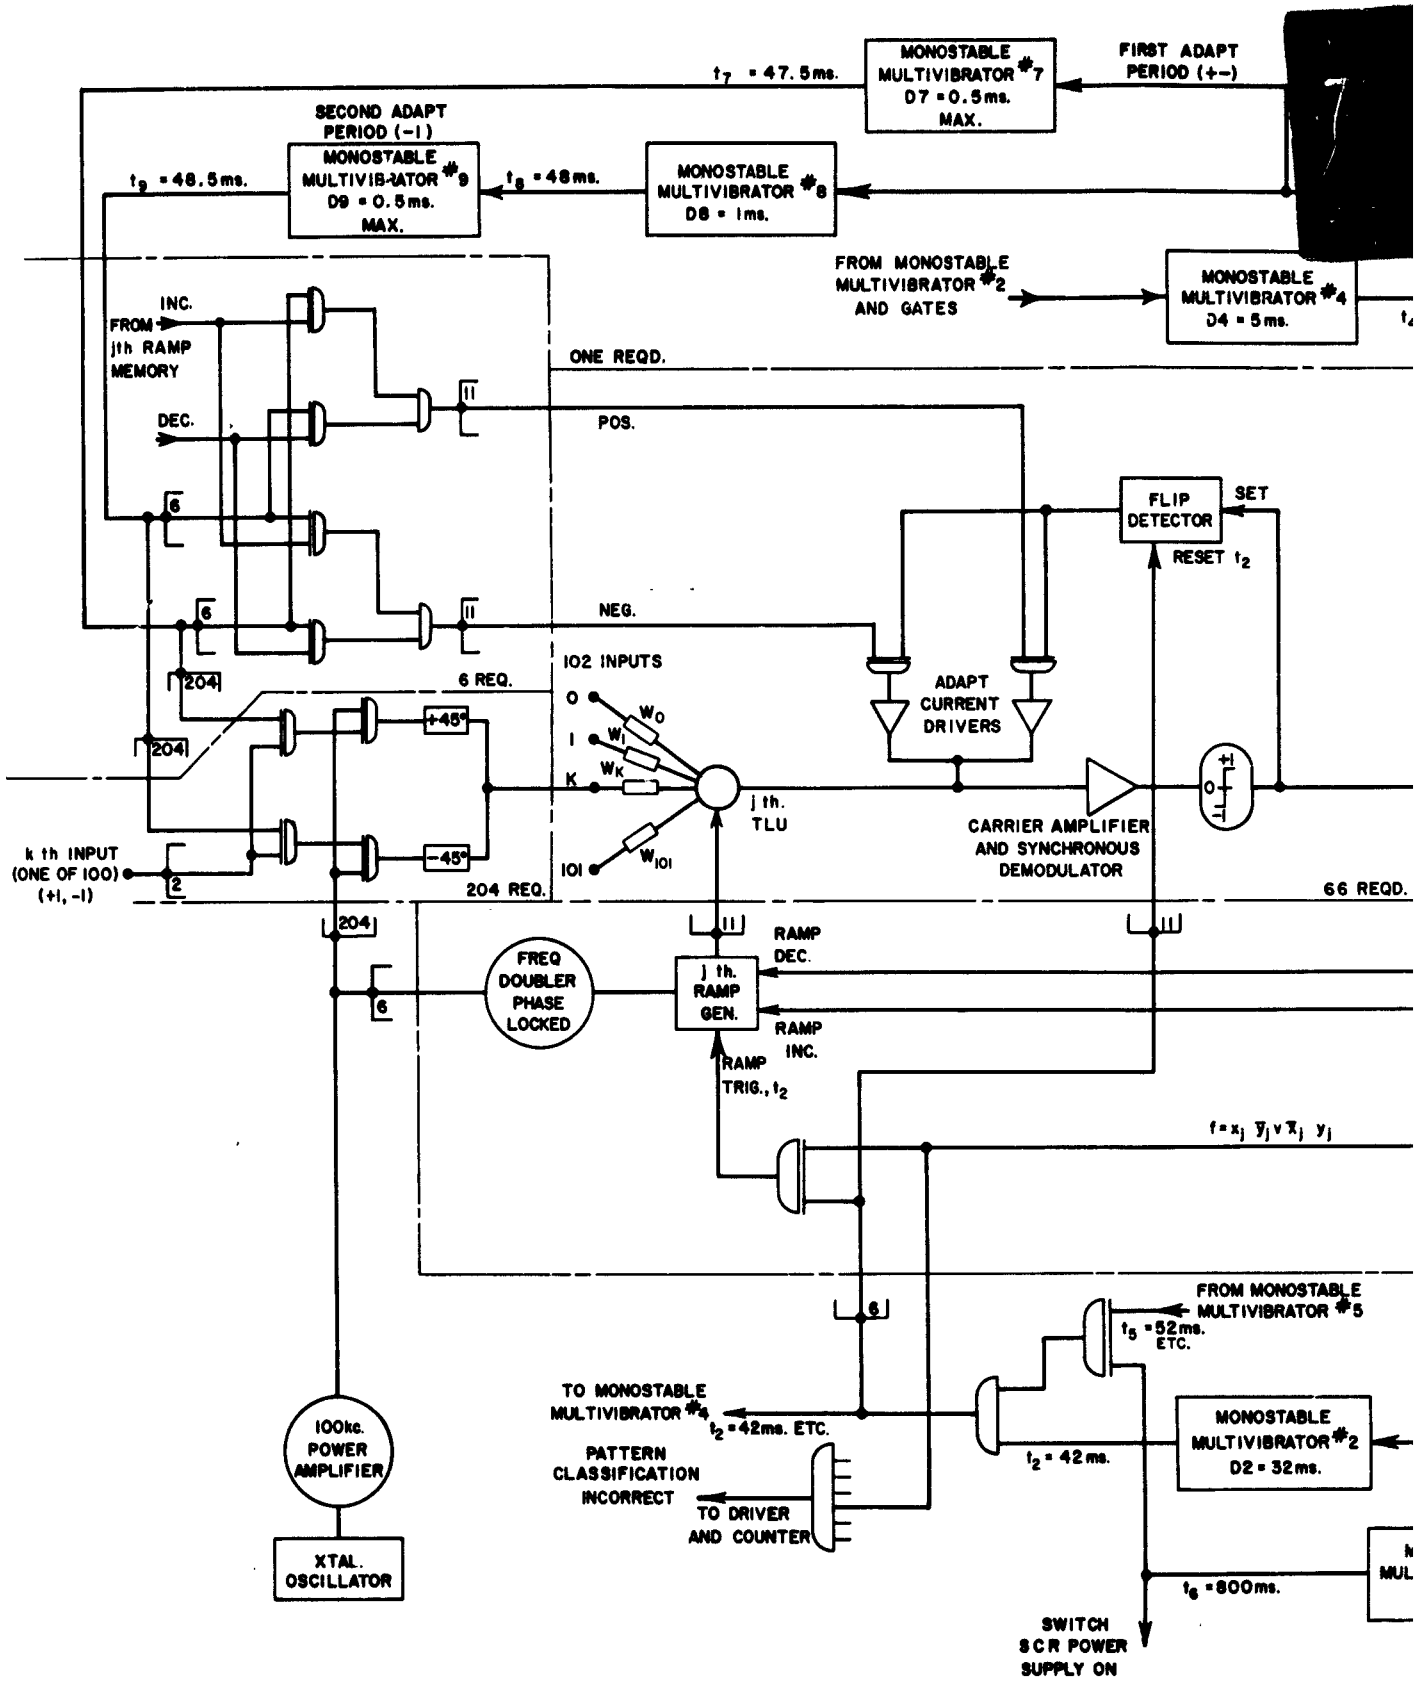 MONOSTABLE
MULTIVIBRATOR #7
D7 = 0.5ms.
MAX.
FIRST ADAPT
PERIOD (+-)
t7 = 47.5ms.
SECOND ADAPT
PERIOD (-1)
MONOSTABLE
MULTIVIBRATOR #9
D9 = 0.5ms.
MAX.
t9 = 48.5ms.
t8 = 48ms.
MONOSTABLE
MULTIVIBRATOR #8
D8 = 1ms.
FROM MONOSTABLE
MULTIVIBRATOR #2
AND GATES
MONOSTABLE
MULTIVIBRATOR #4
D4 = 5ms.
INC.
FROM
jth RAMP
MEMORY
DEC.
ONE REQD.
11
POS.
6
FLIP
DETECTOR
SET
RESET t2
6
11
NEG.
204
6 REQ.
102 INPUTS
0
W0
1
W1
K
WK
101
W101
j th.
TLU
ADAPT
CURRENT
DRIVERS
+45°
204
-45°
k th INPUT
(ONE OF 100)
(+1, -1)
2
204 REQ.
CARRIER AMPLIFIER
AND SYNCHRONOUS
DEMODULATOR
+1
0
-1
66 REQD.
204
11
11
6
FREQ
DOUBLER
PHASE
LOCKED
j th.
RAMP
GEN.
RAMP
DEC.
RAMP
INC.
RAMP
TRIG., t2
f = xj y̅j v x̅j yj
6
FROM MONOSTABLE
MULTIVIBRATOR #5
t5 = 52ms.
ETC.
TO MONOSTABLE
MULTIVIBRATOR #4
t2 = 42ms. ETC.
t2 = 42ms.
MONOSTABLE
MULTIVIBRATOR #2
D2 = 32ms.
PATTERN
CLASSIFICATION
INCORRECT
TO DRIVER
AND COUNTER
100kc.
POWER
AMPLIFIER
XTAL.
OSCILLATOR
t6 = 800ms.
SWITCH
SCR POWER
SUPPLY ON